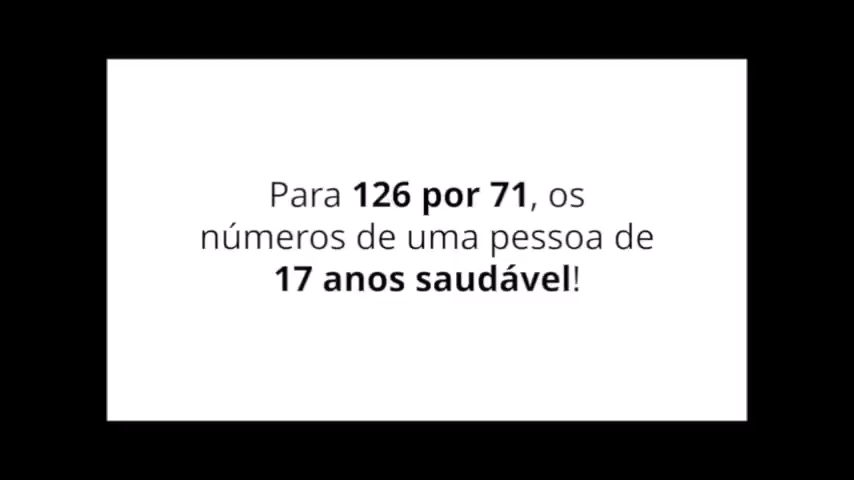 Para 126 por 71, os
números de uma pessoa de
17 anos saudável!